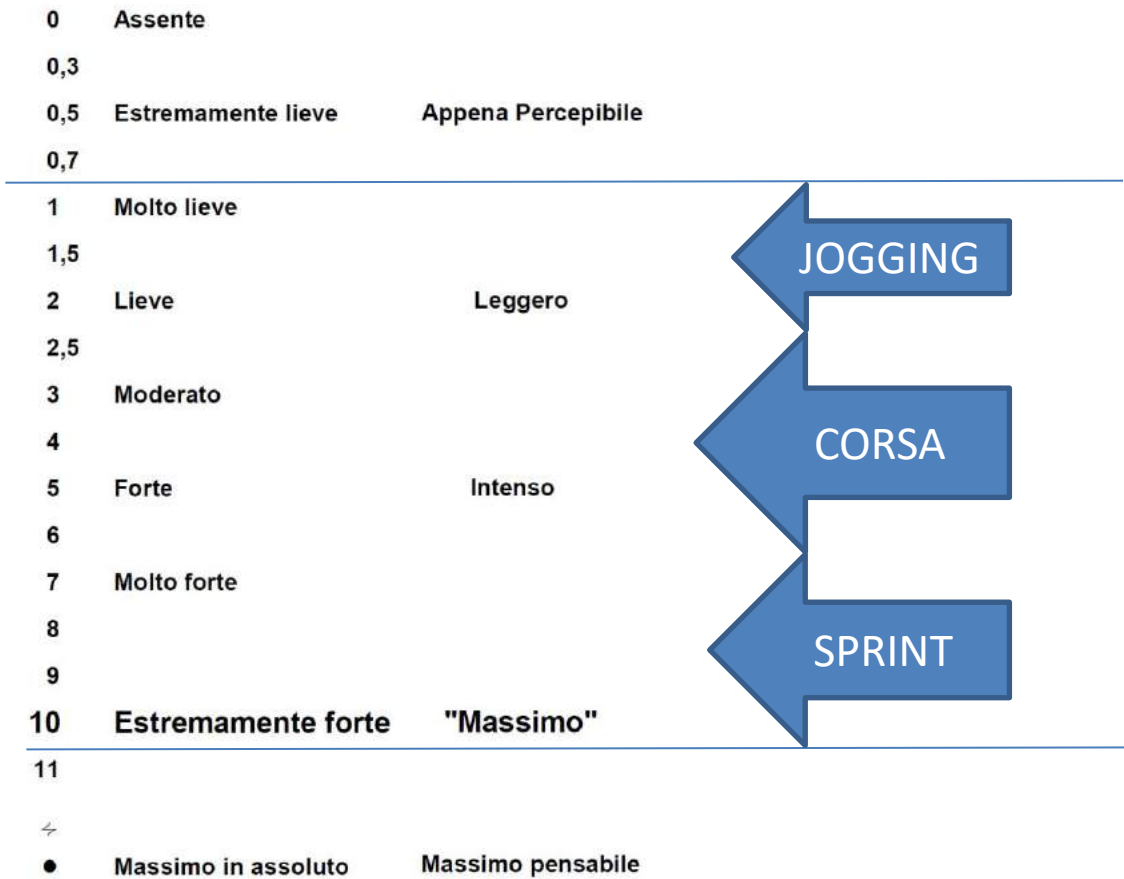 0 Assente
0,3
0,5 Estremamente lieve Appena Percepibile
0,7
1 Molto lieve
1,5
JOGGING
2 Lieve Leggero
2,5
3 Moderato
4
CORSA
5 Forte Intenso
6
7 Molto forte
8
SPRINT
9
10 Estremamente forte "Massimo"
11
● Massimo in assoluto Massimo pensabile